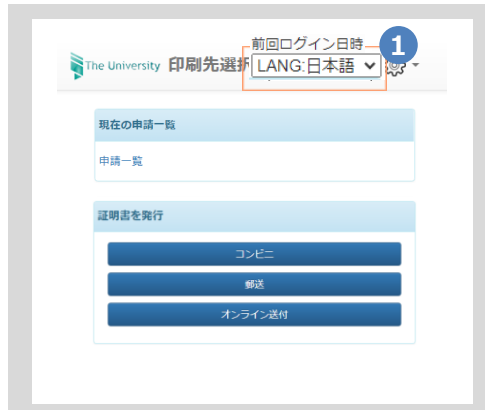 前回ログイン日時
1
The University 印刷先選択 LANG:日本語
現在の申請一覧
申請一覧
証明書を発行
コンビニ
郵送
オンライン送付